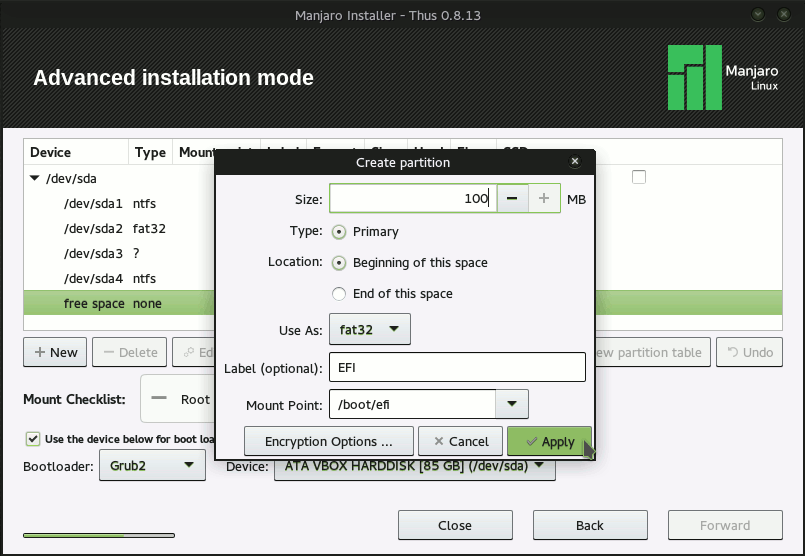 Manjaro Installer - Thus 0.8.13
Advanced installation mode
Manjaro
Linux
Device Type
/dev/sda
/dev/sda1 ntfs
/dev/sda2 fat32
/dev/sda3 ?
/dev/sda4 ntfs
free space none
New Delete
partition table Undo
Mount Checklist: Root
Use the device below for boot
Bootloader: Grub2 Device: ATA VBOX HARDDISK [85 GB] (/dev/sda)
Create partition
Size: 100 MB
Type: Primary
Location: Beginning of this space
End of this space
Use As: fat32
Label (optional): EFI
Mount Point: /boot/efi
Encryption Options ... Cancel Apply
Close Back Forward